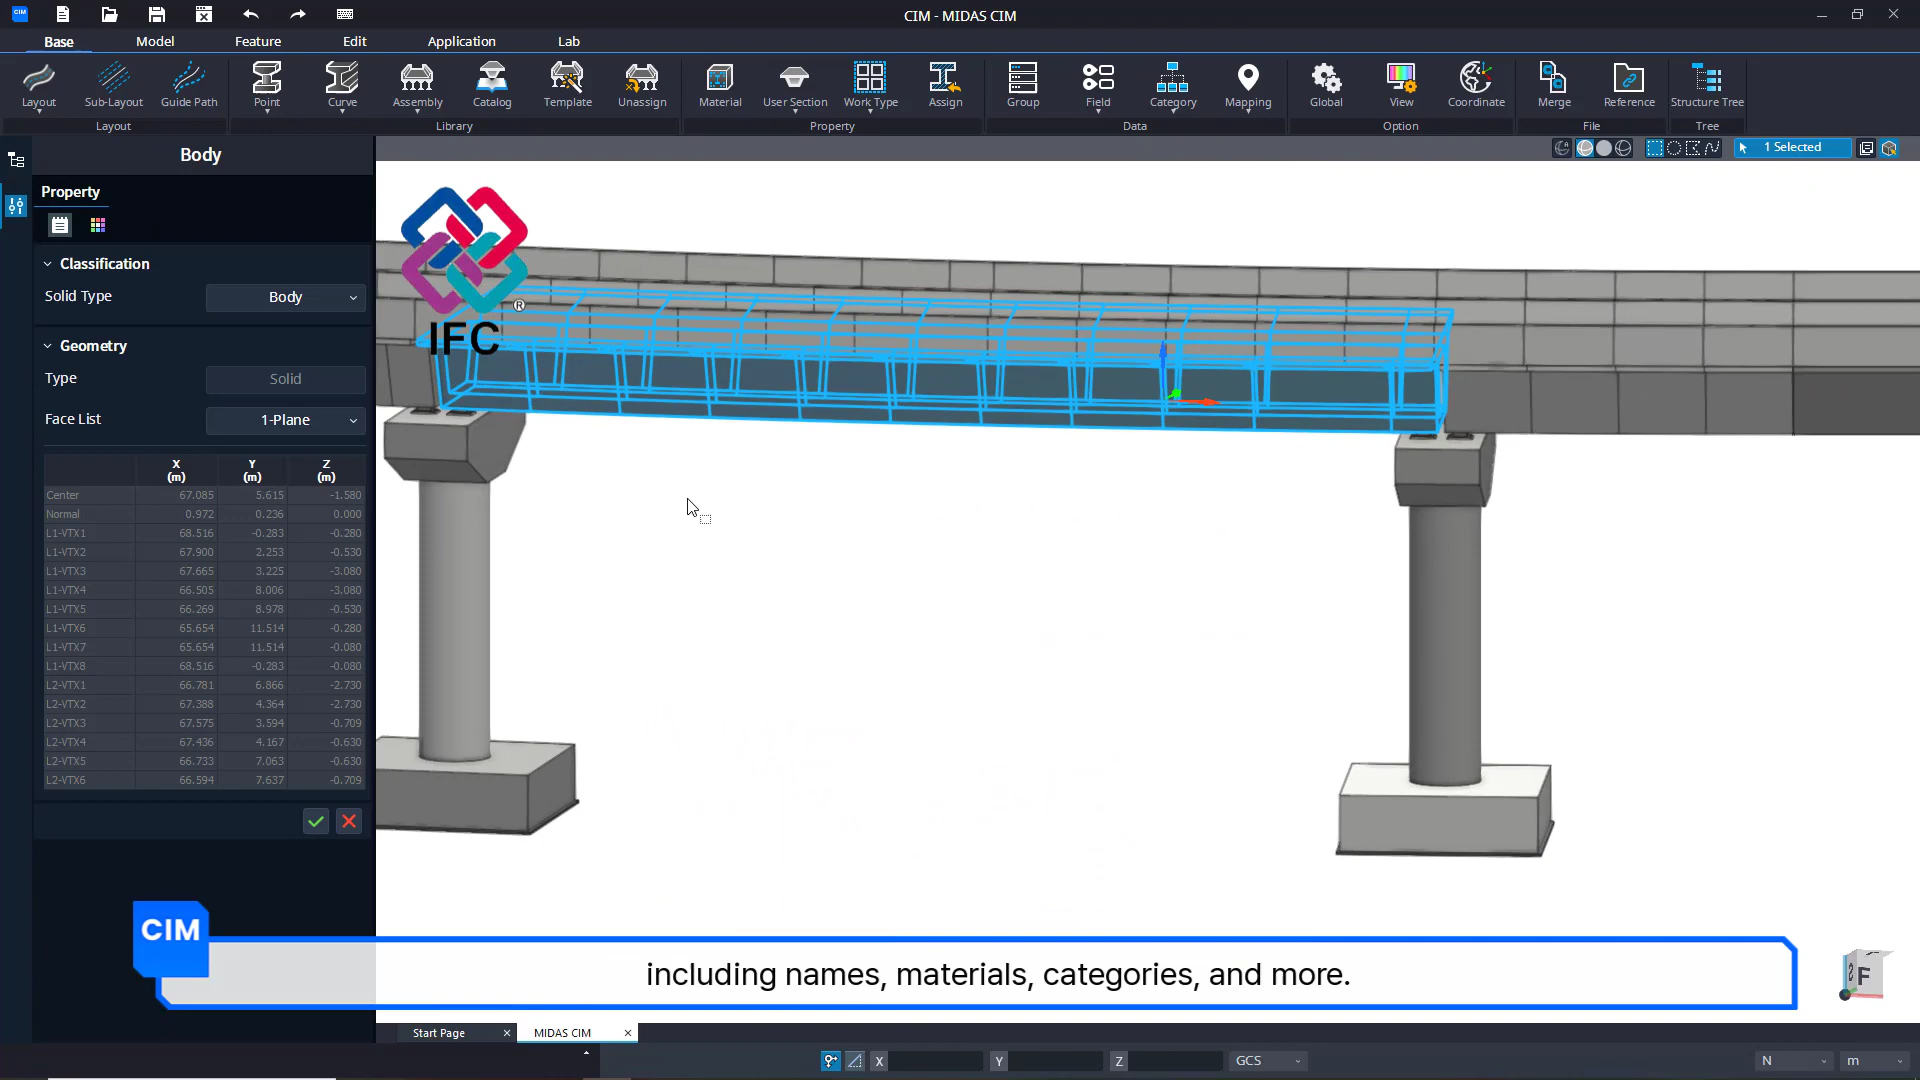 CIM
CIM - MIDAS CIM
Base
Model
Feature
Edit
Application
Lab
Layout
Sub-Layout
Guide Path
Point
Curve
Assembly
Catalog
Template
Unassign
Material
User Section
Work Type
Assign
Group
Field
Category
Mapping
Global
View
Coordinate
Merge
Reference
Structure Tree
Layout
Library
Property
Data
Option
File
Tree
Body
1 Selected
Property
Classification
Solid Type Body
Geometry
Type Solid
Face List 1-Plane
X (m) Y (m) Z (m)
Center 67.085 5.615 -1.580
Normal 0.972 0.236 0.000
L1-VTX1 68.516 -0.283 -0.280
L1-VTX2 67.900 2.253 -0.530
L1-VTX3 67.665 3.225 -3.080
L1-VTX4 66.505 8.006 -3.080
L1-VTX5 66.269 8.978 -0.530
L1-VTX6 65.654 11.514 -0.280
L1-VTX7 65.654 11.514 -0.080
L1-VTX8 68.516 -0.283 -0.080
L2-VTX1 66.781 6.866 -2.730
L2-VTX2 67.388 4.364 -2.730
L2-VTX3 67.575 3.594 -0.709
L2-VTX4 67.436 4.167 -0.630
L2-VTX5 66.733 7.063 -0.630
L2-VTX6 66.594 7.637 -0.709
®
IFC
CIM
including names, materials, categories, and more.
S F
Start Page
MIDAS CIM
X Y Z GCS N m